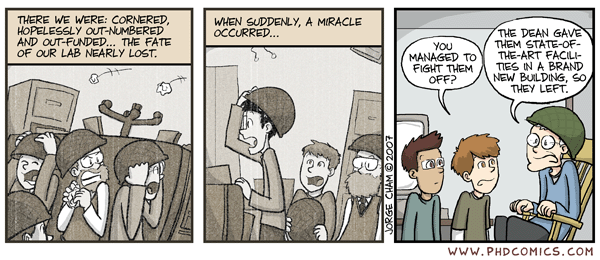 THERE WE WERE: CORNERED,
HOPELESSLY OUT-NUMBERED
AND OUT-FUNDED... THE FATE
OF OUR LAB NEARLY LOST.
WHEN SUDDENLY, A MIRACLE
OCCURRED...
YOU
MANAGED TO
FIGHT THEM
OFF?
THE DEAN GAVE
THEM STATE-OF-
THE-ART FACILI-
TIES IN A BRAND
NEW BUILDING, SO
THEY LEFT.
JORGE CHAM © 2007
WWW.PHDCOMICS.COM